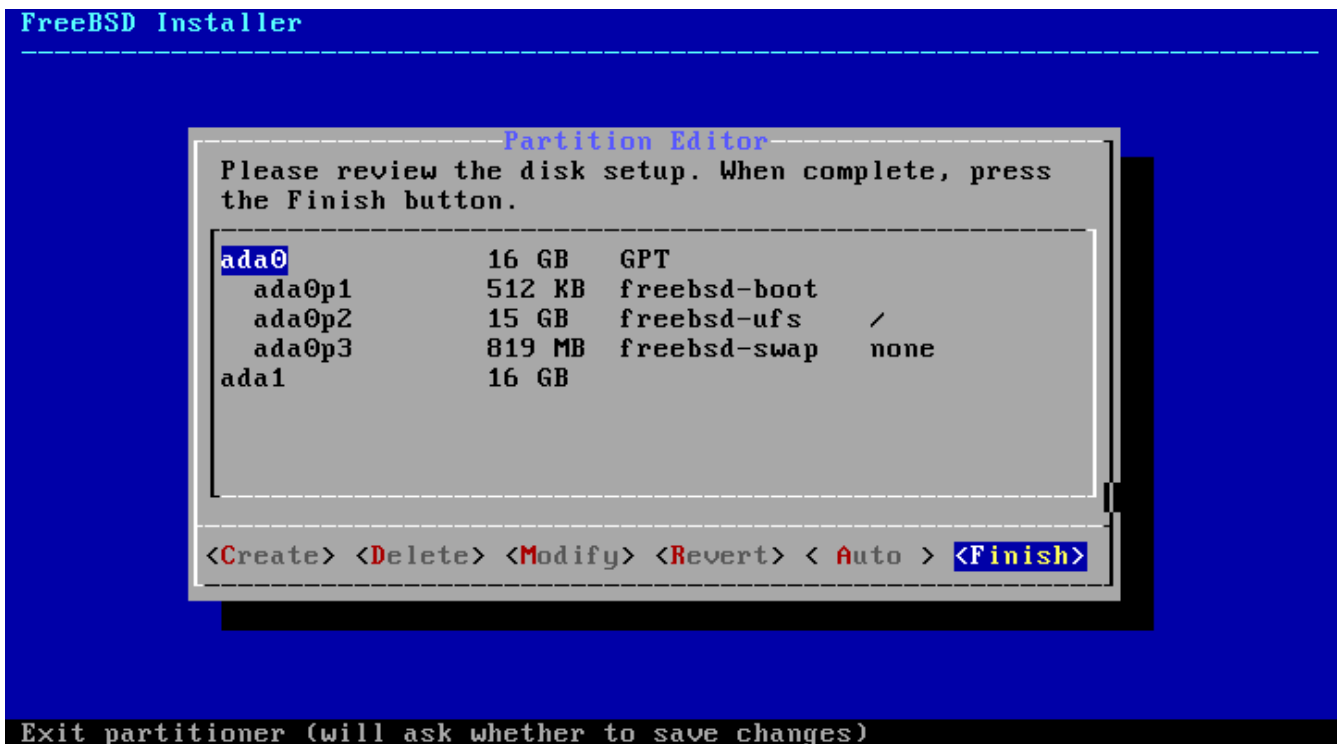 FreeBSD Installer
Partition Editor
Please review the disk setup. When complete, press
the Finish button.
ada0 16 GB GPT
ada0p1 512 KB freebsd-boot
ada0p2 15 GB freebsd-ufs /
ada0p3 819 MB freebsd-swap none
ada1 16 GB
<Create> <Delete> <Modify> <Revert> < Auto > <Finish>
Exit partitioner (will ask whether to save changes)